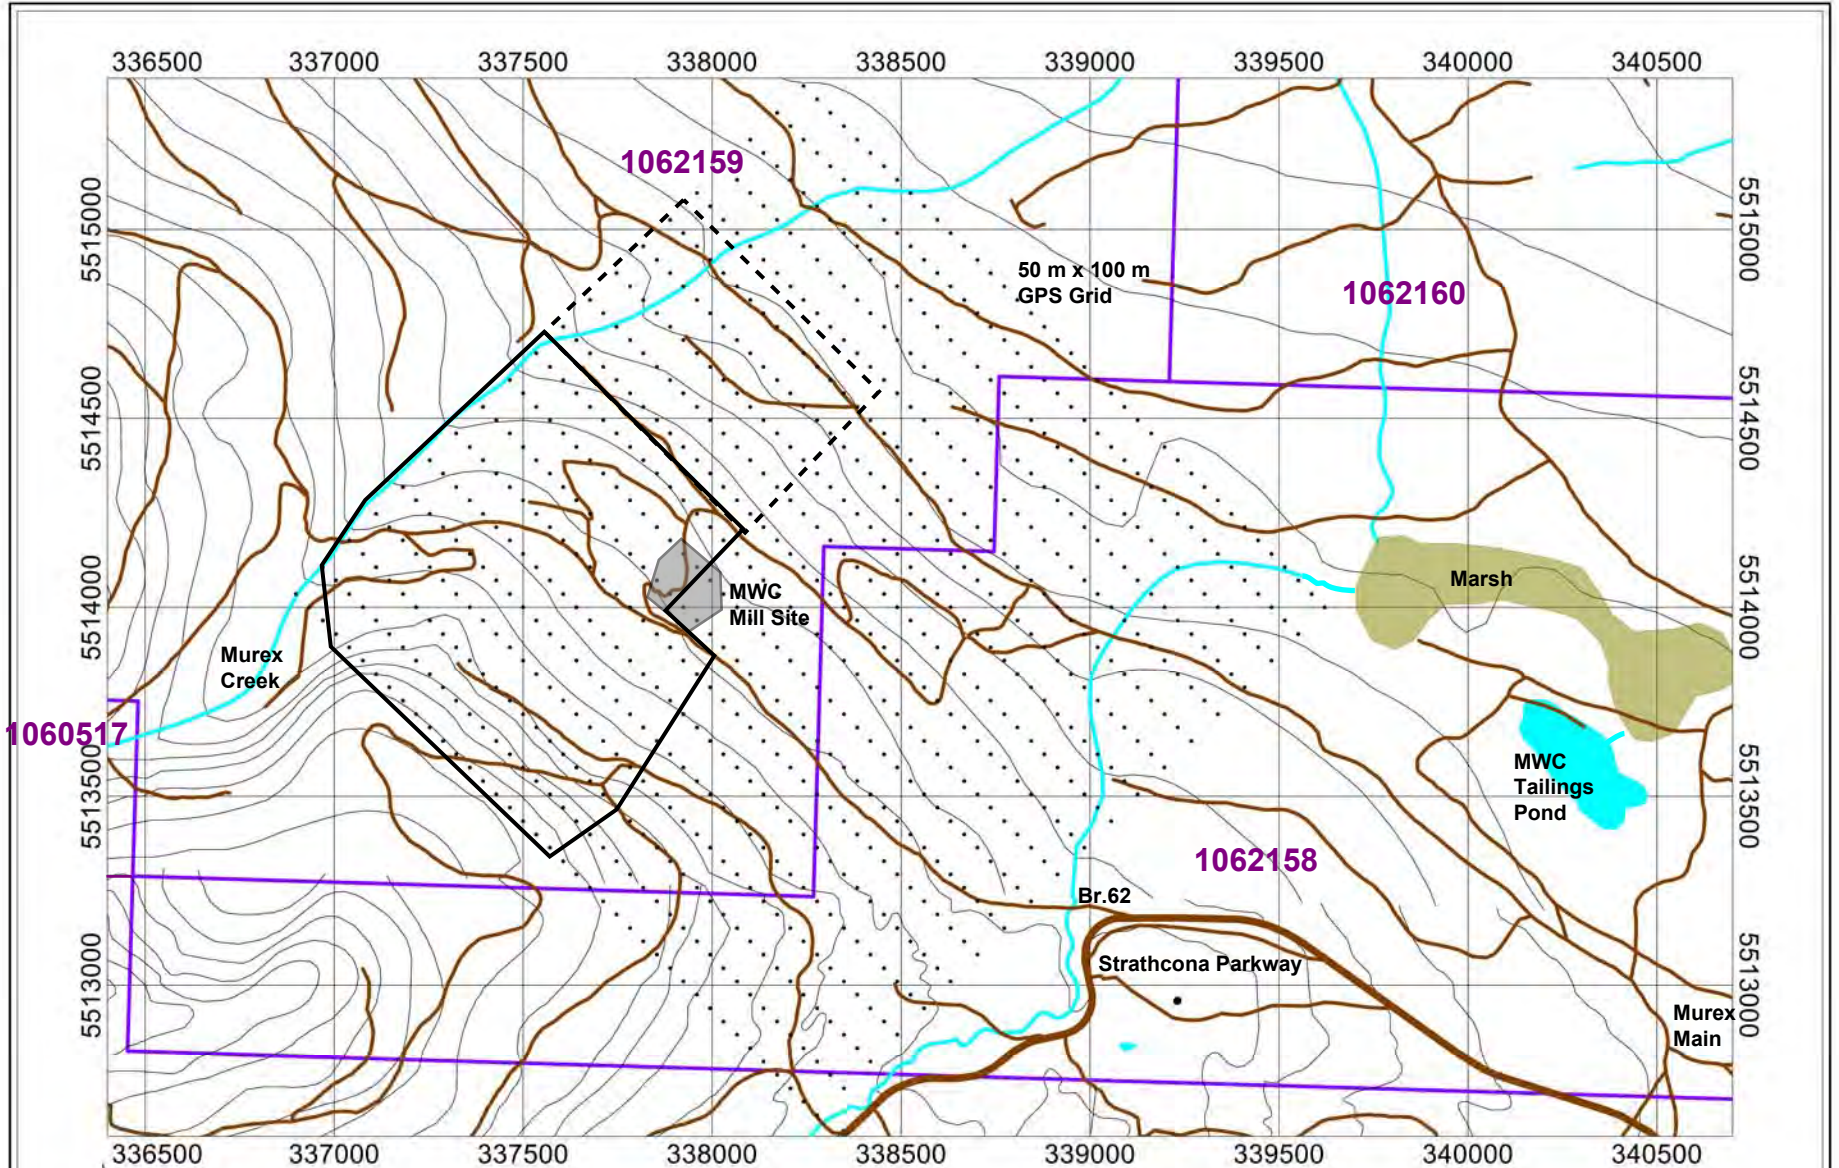 336500 337000 337500 338000 338500 339000 339500 340000 340500
1062159
5515000
5515000
50 m x 100 m
GPS Grid
1062160
5514500
5514500
MWC
Mill Site
Marsh
5514000
5514000
Murex
Creek
1060517
5513500
5513500
MWC
Tailings
Pond
1062158
Br.62
Strathcona Parkway
5513000
5513000
Murex
Main
336500 337000 337500 338000 338500 339000 339500 340000 340500